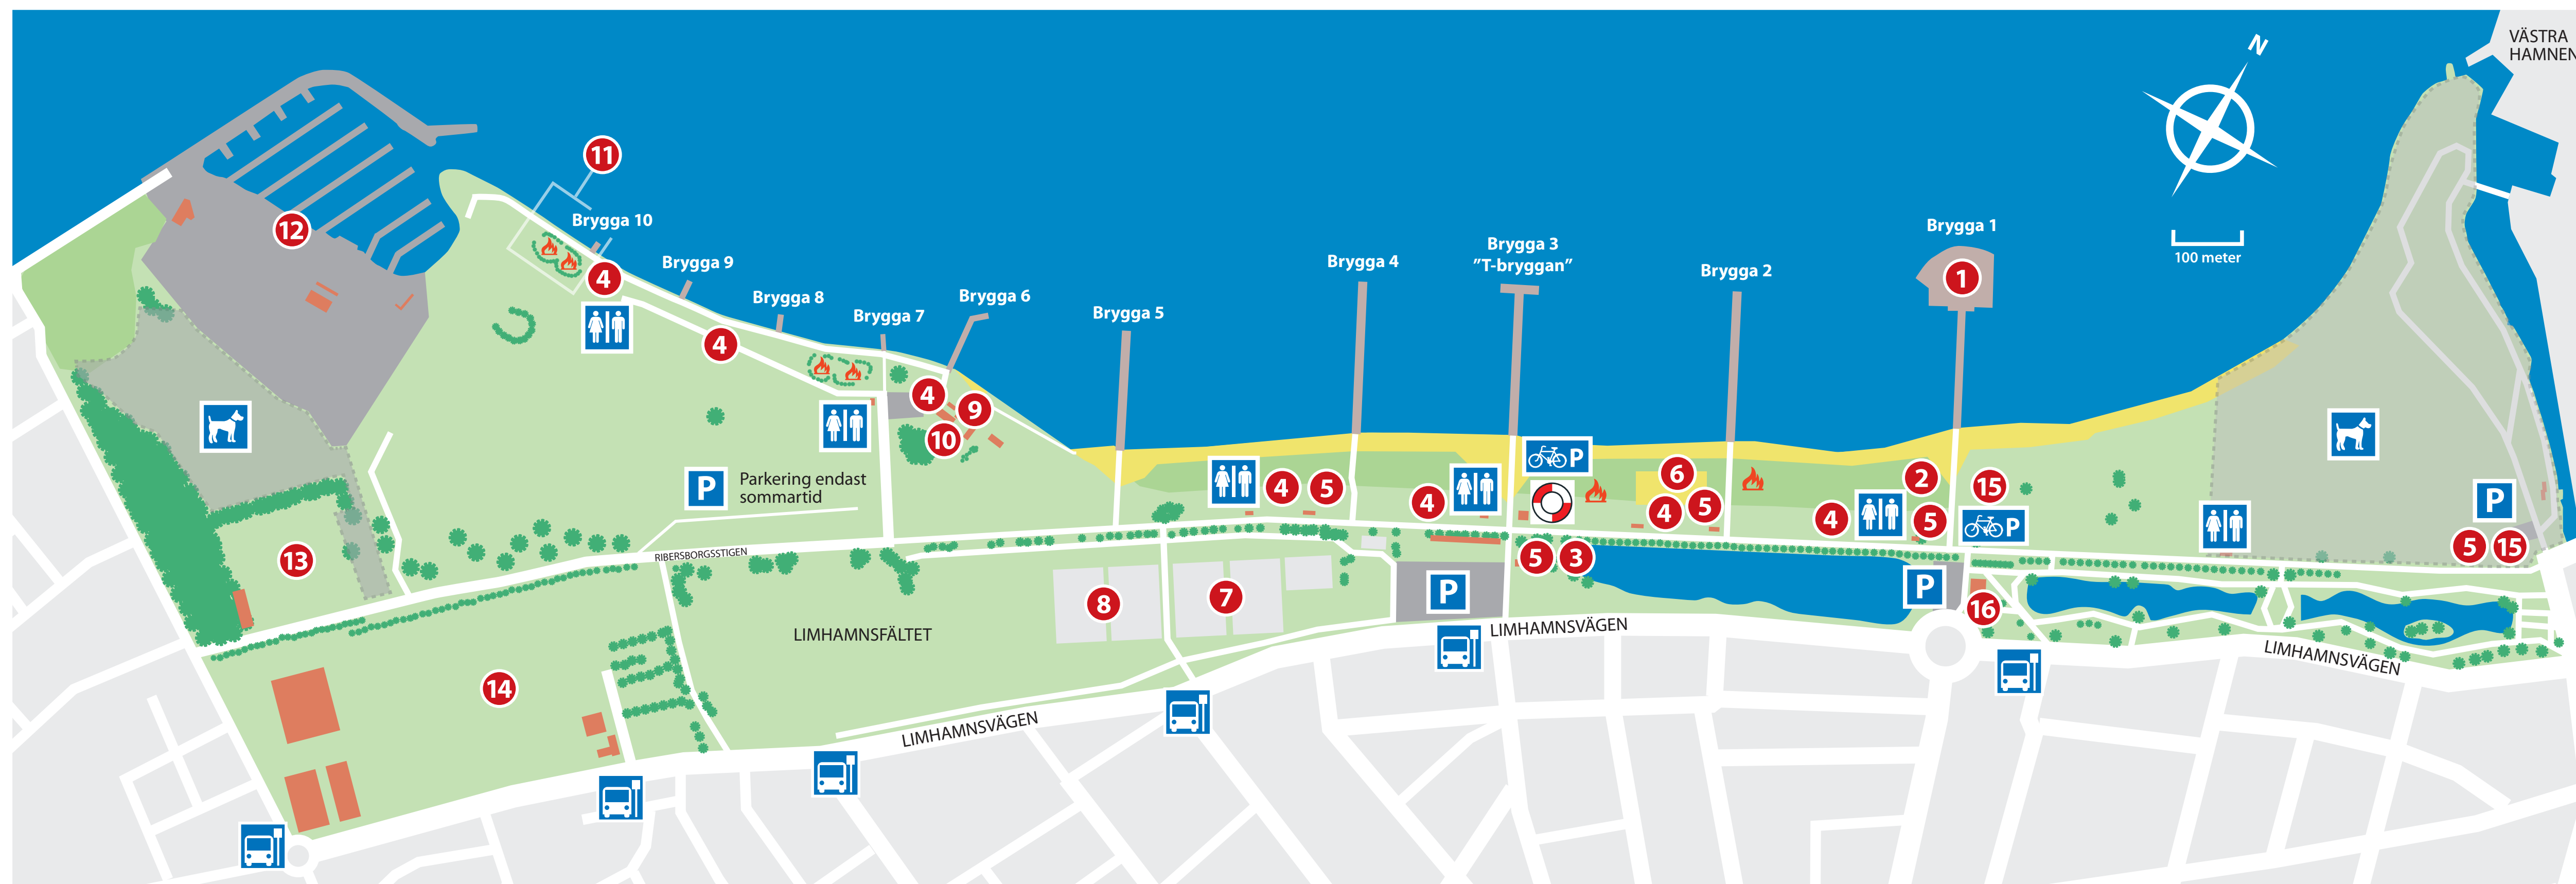 VÄSTRA
HAMNEN
N
100 meter
11
12
Brygga 10
4
Brygga 9
4
Brygga 8
Brygga 7
Brygga 6
Brygga 5
Brygga 4
Brygga 3
”T-bryggan”
Brygga 2
Brygga 1
1
4
9
10
P
Parkering endast
sommartid
4
5
4
P
6
4
5
2
4
5
15
P
P
5
15
13
RIBERSBORGSSTIGEN
5
3
8
7
P
P
16
14
LIMHAMNSFÄLTET
LIMHAMNSVÄGEN
LIMHAMNSVÄGEN
LIMHAMNSVÄGEN